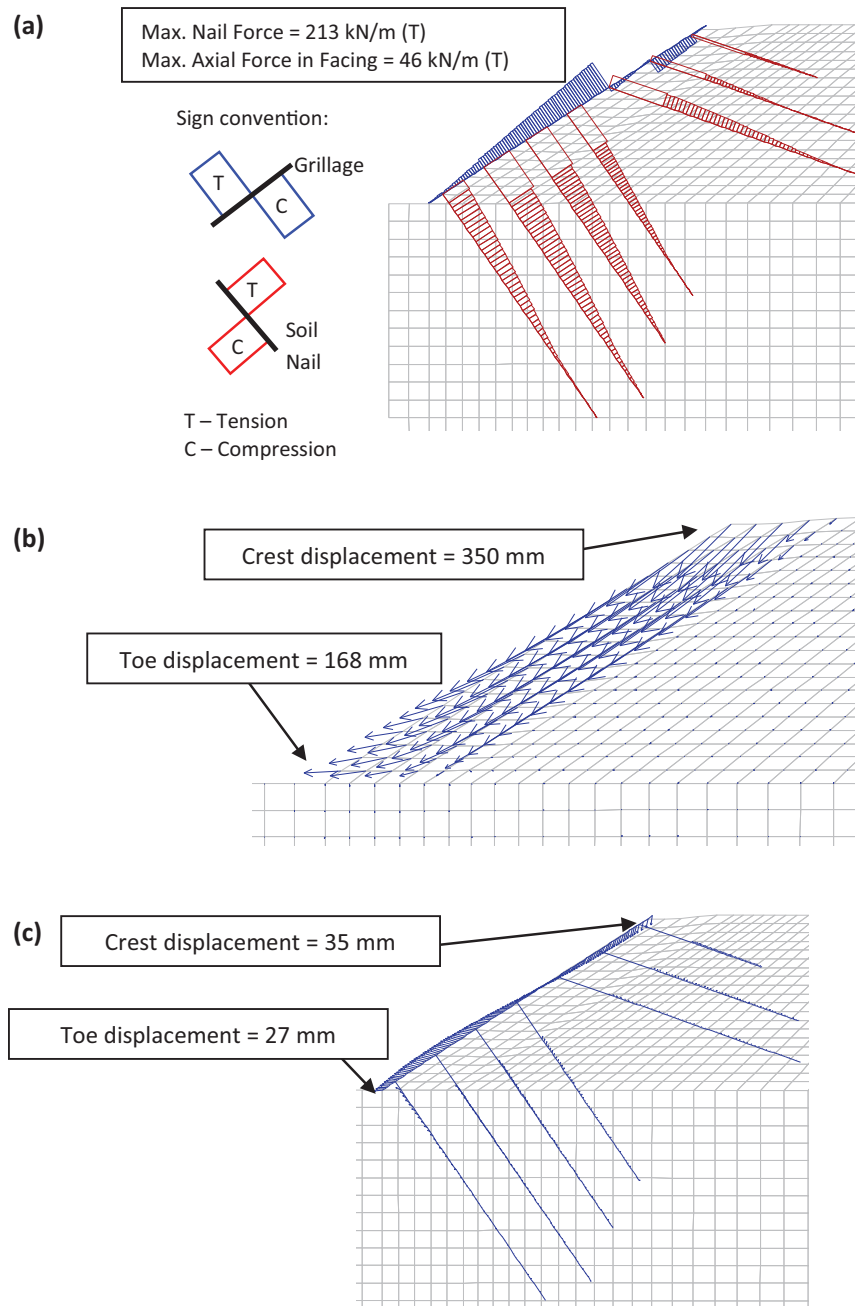 (a)
Max. Nail Force = 213 kN/m (T)
Max. Axial Force in Facing = 46 kN/m (T)
Sign convention:
Grillage
T
C
T
C
Soil
Nail
T – Tension
C – Compression
(b)
Crest displacement = 350 mm
Toe displacement = 168 mm
(c)
Crest displacement = 35 mm
Toe displacement = 27 mm